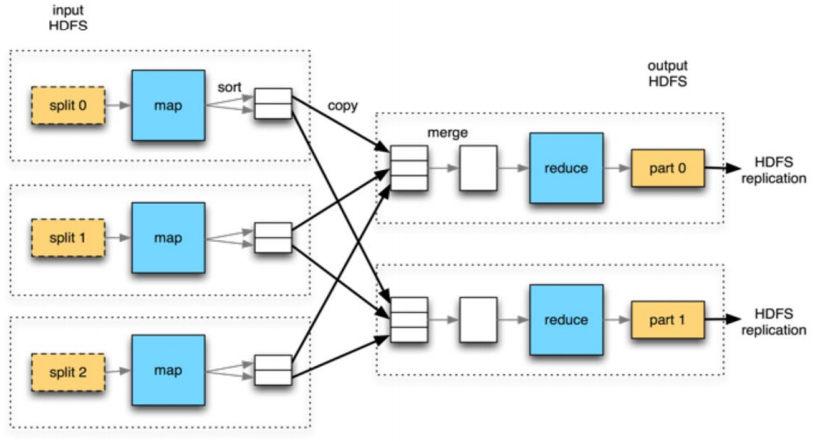 input
HDFS
output
HDFS
split 0
map
sort
copy
merge
reduce
part 0
HDFS
replication
split 1
map
split 2
map
reduce
part 1
HDFS
replication